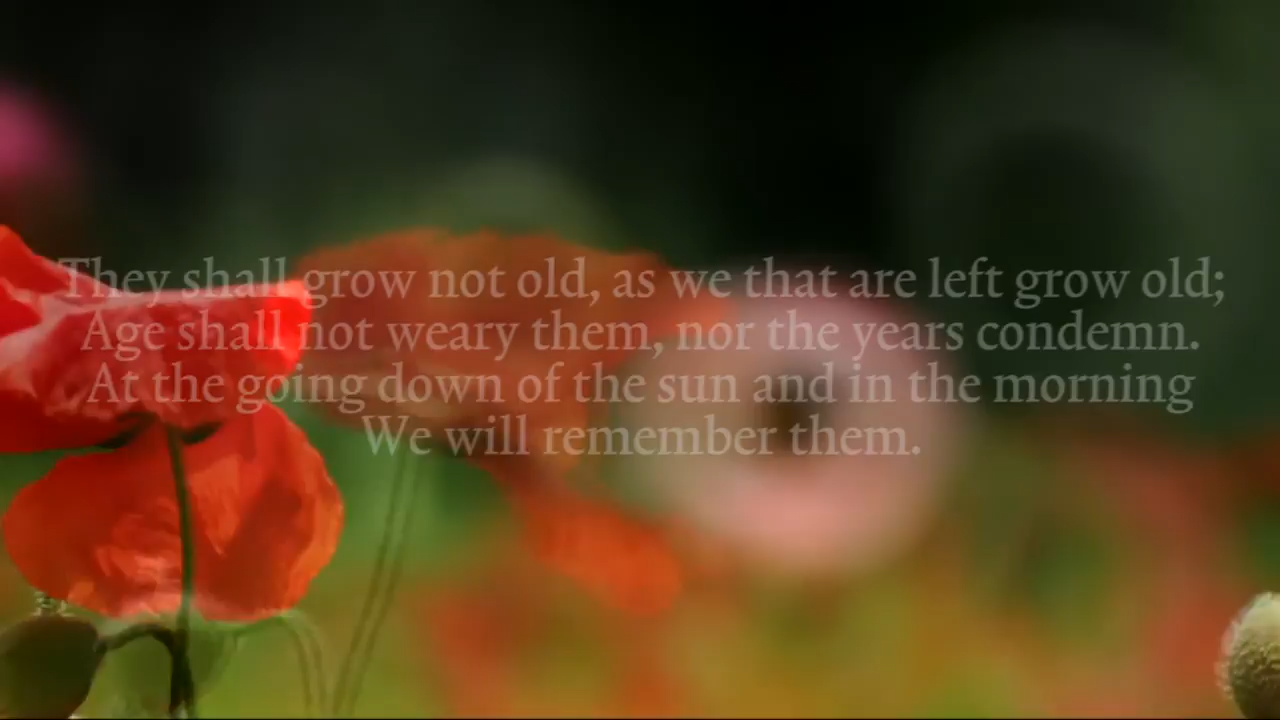 They shall grow not old, as we that are left grow old;
Age shall not weary them, nor the years condemn.
At the going down of the sun and in the morning
We will remember them.